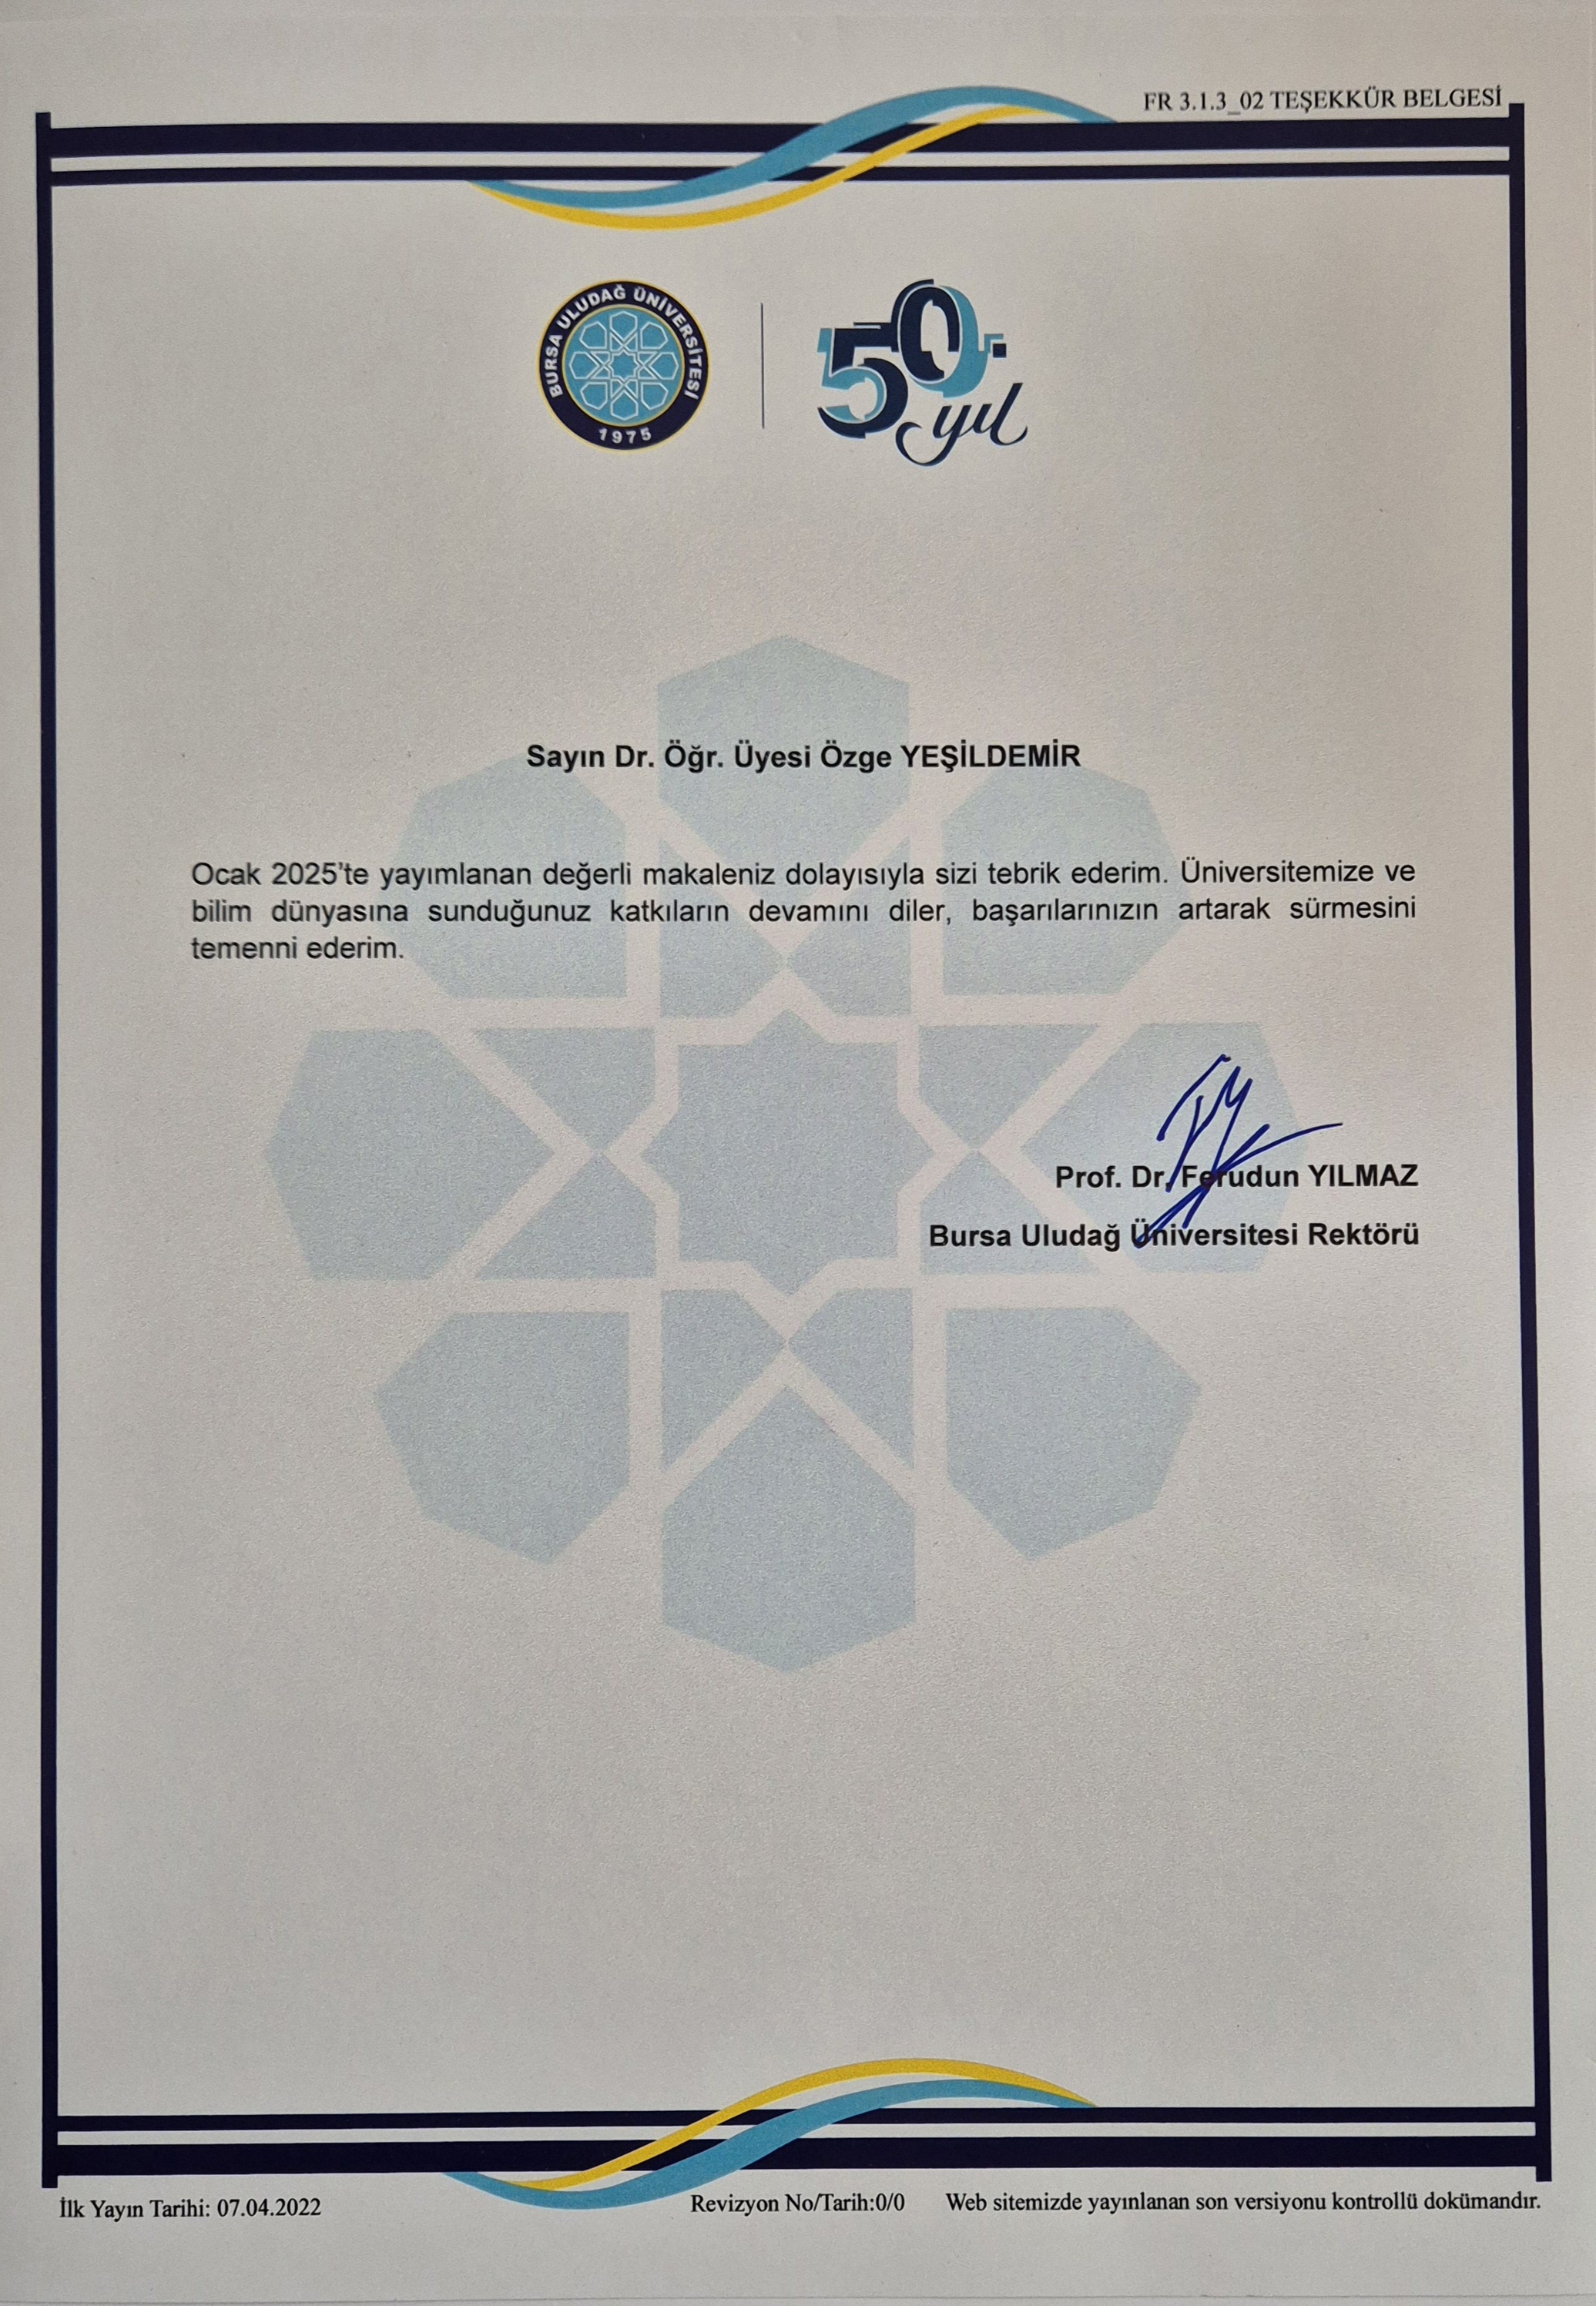 FR 3.1.3_02 TEŞEKKÜR BELGESİ
BURSA ULUDAĞ ÜNİVERSİTESİ
1975
50.
yıl
Sayın Dr. Öğr. Üyesi Özge YEŞİLDEMİR
Ocak 2025'te yayımlanan değerli makaleniz dolayısıyla sizi tebrik ederim. Üniversitemize ve
bilim dünyasına sunduğunuz katkıların devamını diler, başarılarınızın artarak sürmesini
temenni ederim.
Prof. Dr. Ferudun YILMAZ
Bursa Uludağ Üniversitesi Rektörü
İlk Yayın Tarihi: 07.04.2022 Revizyon No/Tarih:0/0 Web sitemizde yayınlanan son versiyonu kontrollü dokümandır.